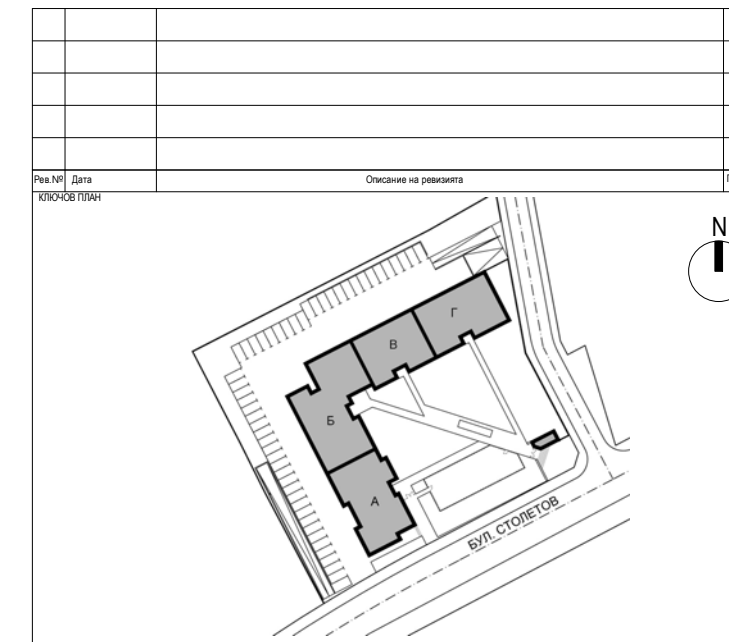 Рев.№ Дата Описание на ревизията
КЛЮЧОВ ПЛАН
N
Г
В
Б
А
БУЛ. СТОЛЕТОВ